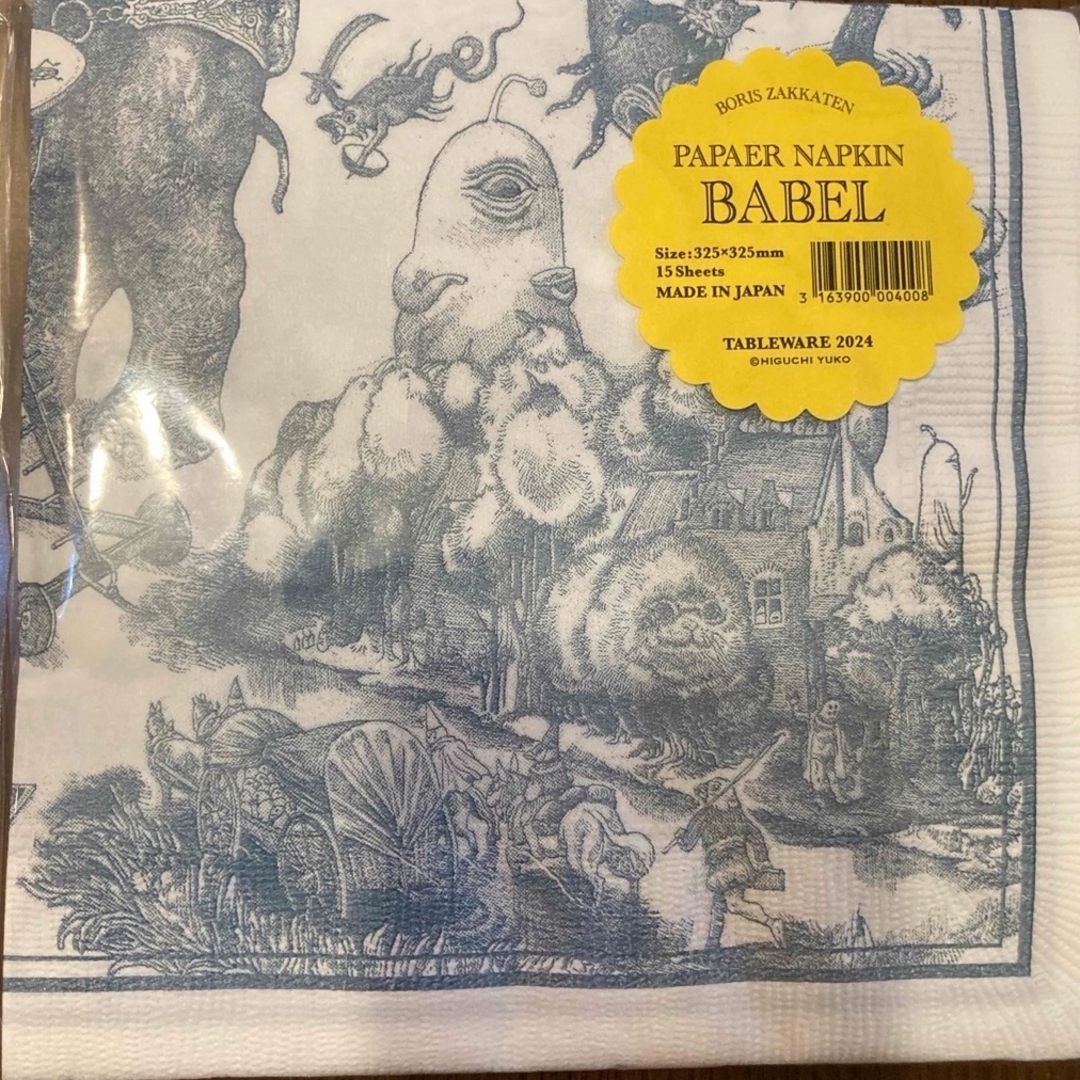 BORIS ZAKKATEN
PAPAER NAPKIN
BABEL
Size:325×325mm
15 Sheets
MADE IN JAPAN
3 163900 004008
TABLEWARE 2024
©HIGUCHI YUKO